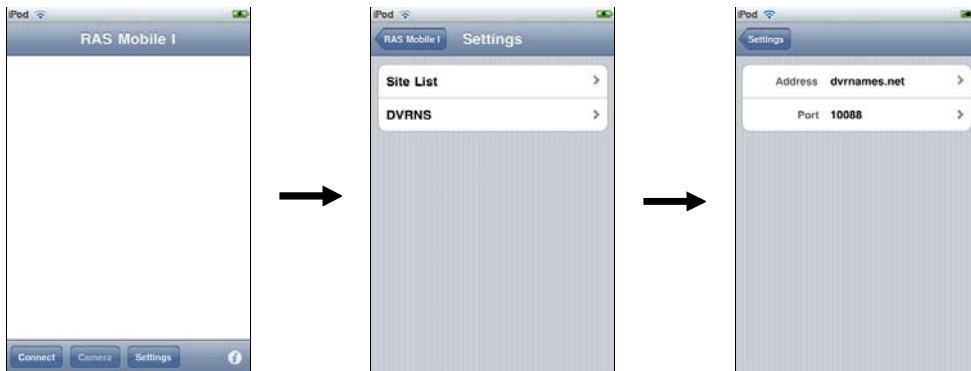 iPod
RAS Mobile I
Connect Camera Settings
iPod
RAS Mobile I Settings
Site List
DVRNS
iPod
Settings
Address dvrnames.net
Port 10088